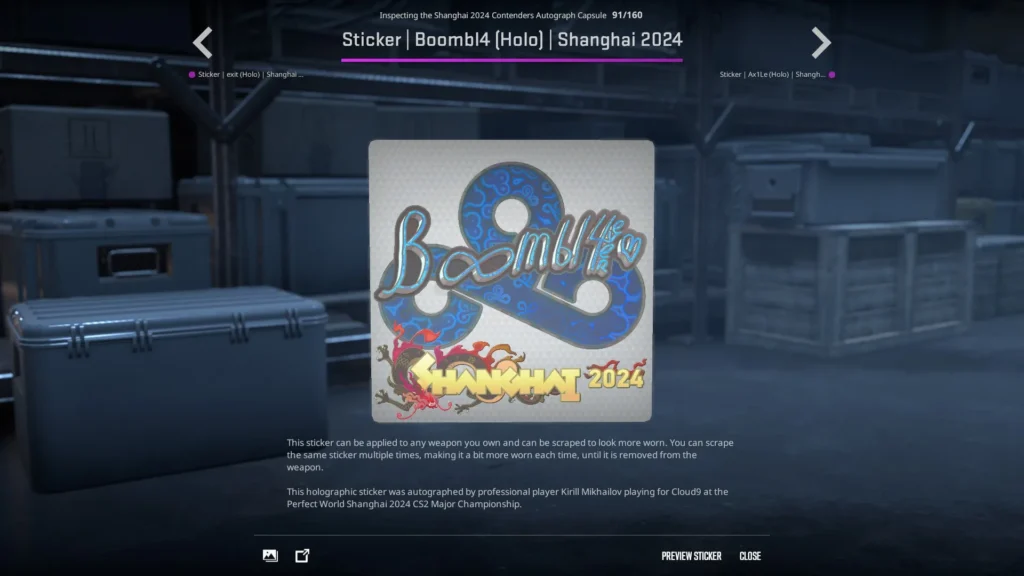 Inspecting the Shanghai 2024 Contenders Autograph Capsule 91/160
Sticker | Boombl4 (Holo) | Shanghai 2024
Sticker | exit (Holo) | Shanghai ...
Sticker | Ax1Le (Holo) | Shangh...
Boombl
SHANGHAI 2024
This sticker can be applied to any weapon you own and can be scraped to look more worn. You can scrape
the same sticker multiple times, making it a bit more worn each time, until it is removed from the
weapon.
This holographic sticker was autographed by professional player Kirill Mikhailov playing for Cloud9 at the
Perfect World Shanghai 2024 CS2 Major Championship.
PREVIEW STICKER CLOSE